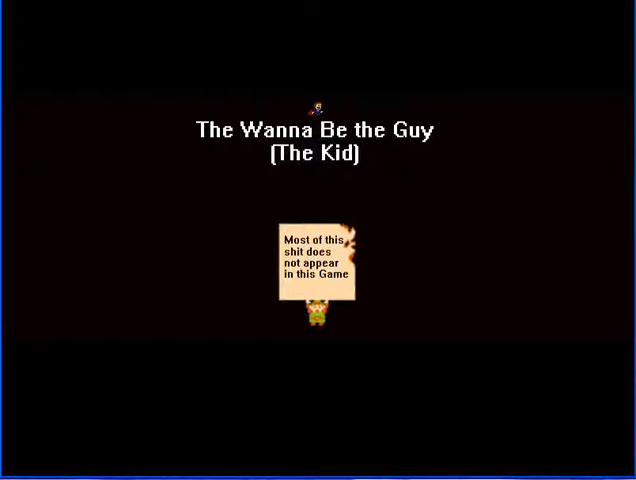 The Wanna Be the Guy
(The Kid)
Most of this
shit does
not appear
in this Game